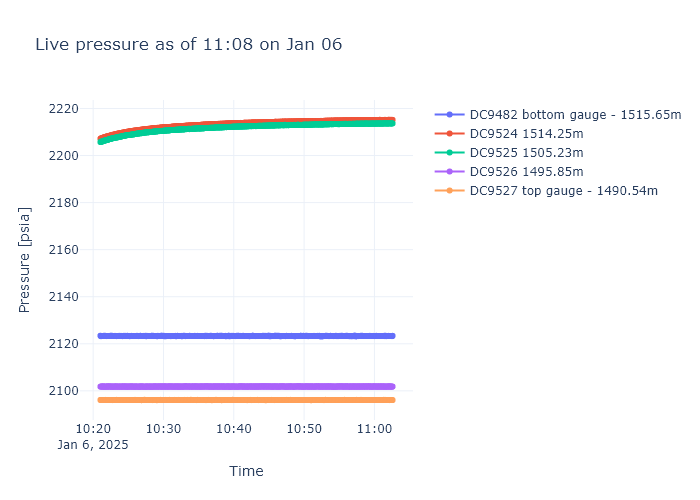 Live pressure as of 11:08 on Jan 06
DC9482 bottom gauge - 1515.65m
DC9524 1514.25m
DC9525 1505.23m
DC9526 1495.85m
DC9527 top gauge - 1490.54m
Pressure [psia]
2220
2200
2180
2160
2140
2120
2100
10:20
10:30
10:40
10:50
11:00
Jan 6, 2025
Time